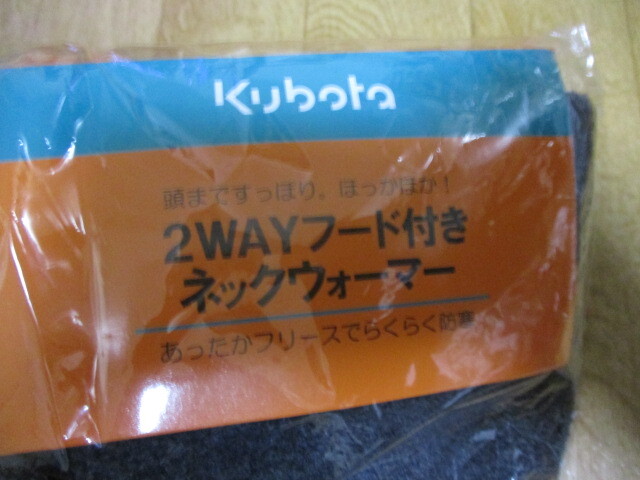 Kubota
頭まですっぽり。ほっかほか!
2WAYフード付き
ネックウォーマー
あったかフリースでらくらく防寒